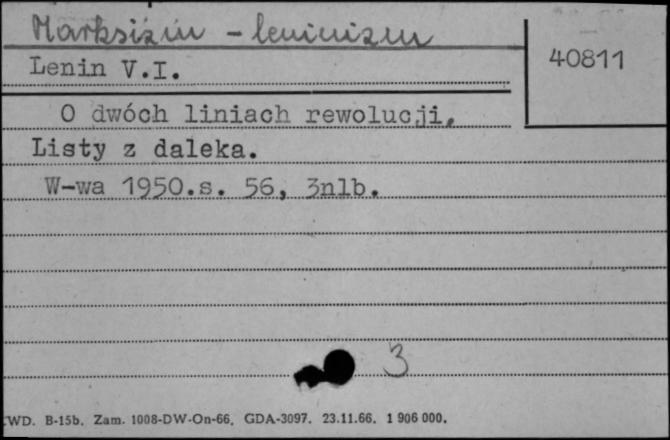 Marksizm - leninizm
40811
Lenin V.I.
O dwóch liniach rewolucji.
Listy z daleka.
W-wa 1950.s. 56, 3nlb.
3
WD. B-15b. Zam. 1008-DW-On-66. GDA-3097. 23.11.66. 1 906 000.